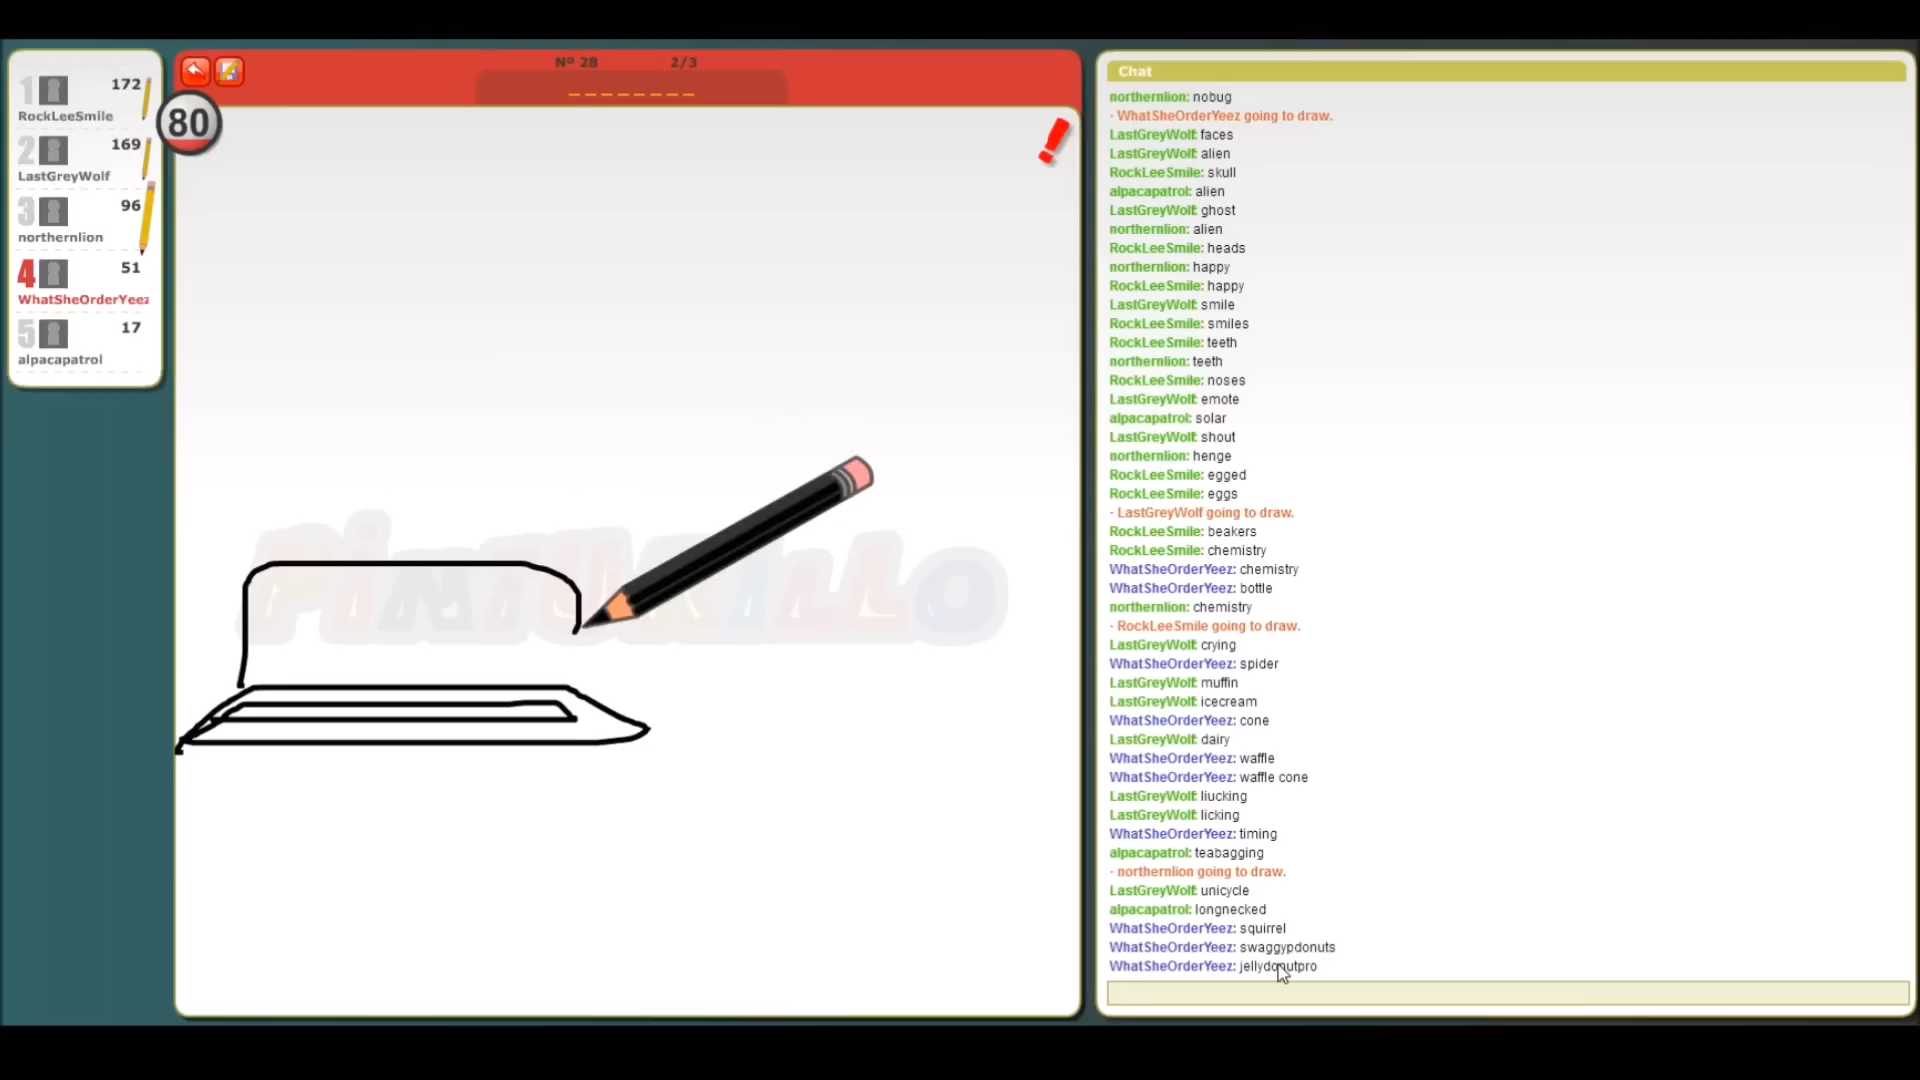 1 172
RockLeeSmile
2 169
LastGreyWolf
3 96
northernlion
4 51
WhatSheOrderYeez
5 17
alpacapatrol
80
Nº 28 2/3
_ _ _ _ _ _ _ _
PINTURILLO
Chat
northernlion: nobug
· WhatSheOrderYeez going to draw.
LastGreyWolf: faces
LastGreyWolf: alien
RockLeeSmile: skull
alpacapatrol: alien
LastGreyWolf: ghost
northernlion: alien
RockLeeSmile: heads
northernlion: happy
RockLeeSmile: happy
LastGreyWolf: smile
RockLeeSmile: smiles
RockLeeSmile: teeth
northernlion: teeth
RockLeeSmile: noses
LastGreyWolf: emote
alpacapatrol: solar
LastGreyWolf: shout
northernlion: henge
RockLeeSmile: egged
RockLeeSmile: eggs
· LastGreyWolf going to draw.
RockLeeSmile: beakers
RockLeeSmile: chemistry
WhatSheOrderYeez: chemistry
WhatSheOrderYeez: bottle
northernlion: chemistry
· RockLeeSmile going to draw.
LastGreyWolf: crying
WhatSheOrderYeez: spider
LastGreyWolf: muffin
LastGreyWolf: icecream
WhatSheOrderYeez: cone
LastGreyWolf: dairy
WhatSheOrderYeez: waffle
WhatSheOrderYeez: waffle cone
LastGreyWolf: liucking
LastGreyWolf: licking
WhatSheOrderYeez: timing
alpacapatrol: teabagging
· northernlion going to draw.
LastGreyWolf: unicycle
alpacapatrol: longnecked
WhatSheOrderYeez: squirrel
WhatSheOrderYeez: swaggypdonuts
WhatSheOrderYeez: jellydonutpro